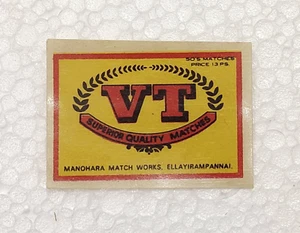 50'S MATCHES
PRICE 13 PS.
VT
SUPERIOR QUALITY MATCHES
MANOHARA MATCH WORKS. ELLAYIRAMPANNAI.